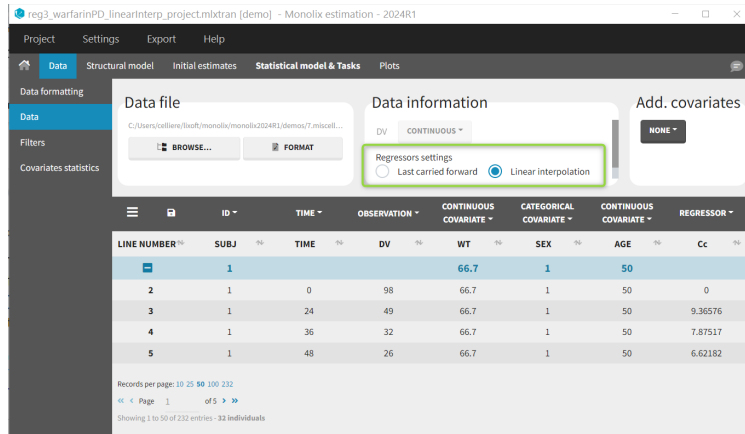 reg3_warfarinPD_linearInterp_project.mlxtran [demo] - Monolix estimation - 2024R1
Project Settings Export Help
Data Structural model Initial estimates Statistical model & Tasks Plots
Data formatting
Data
Filters
Covariates statistics
Data file
C:/Users/celliere/lixoft/monolix/monolix2024R1/demos/7.miscell...
BROWSE... FORMAT
Data information
DV CONTINUOUS
Regressors settings
Last carried forward Linear interpolation
Add. covariates
NONE
ID TIME OBSERVATION CONTINUOUS COVARIATE CATEGORICAL COVARIATE CONTINUOUS COVARIATE REGRESSOR
LINE NUMBER SUBJ TIME DV WT SEX AGE Cc
1 66.7 1 50
2 1 0 98 66.7 1 50 0
3 1 24 49 66.7 1 50 9.36576
4 1 36 32 66.7 1 50 7.87517
5 1 48 26 66.7 1 50 6.62182
Records per page: 10 25 50 100 232
<< < Page 1 of 5 > >>
Showing 1 to 50 of 232 entries - 32 individuals